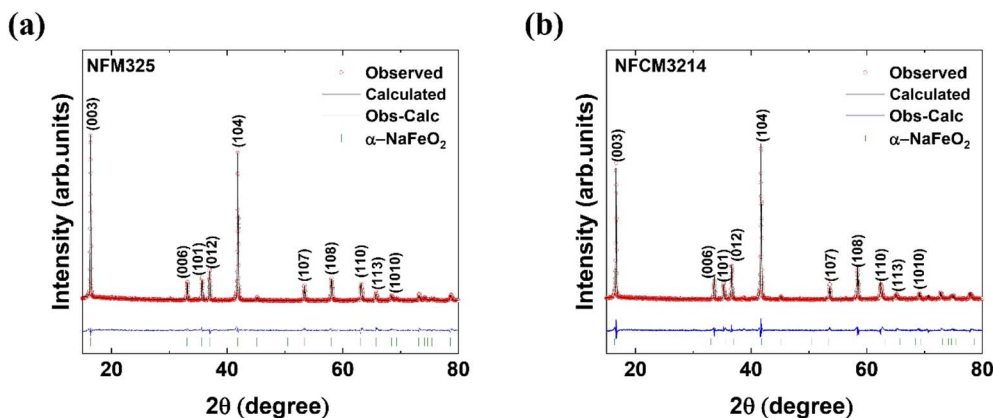 (a)
NFM325
Observed
Calculated
Obs-Calc
α–NaFeO₂
(003)
(006)
(101)
(012)
(104)
(107)
(108)
(110)
(113)
(1010)
Intensity (arb.units)
20 40 60 80
2θ (degree)
(b)
NFCM3214
Observed
Calculated
Obs-Calc
α–NaFeO₂
(003)
(006)
(101)
(012)
(104)
(107)
(108)
(110)
(113)
(1010)
Intensity (arb.units)
20 40 60 80
2θ (degree)